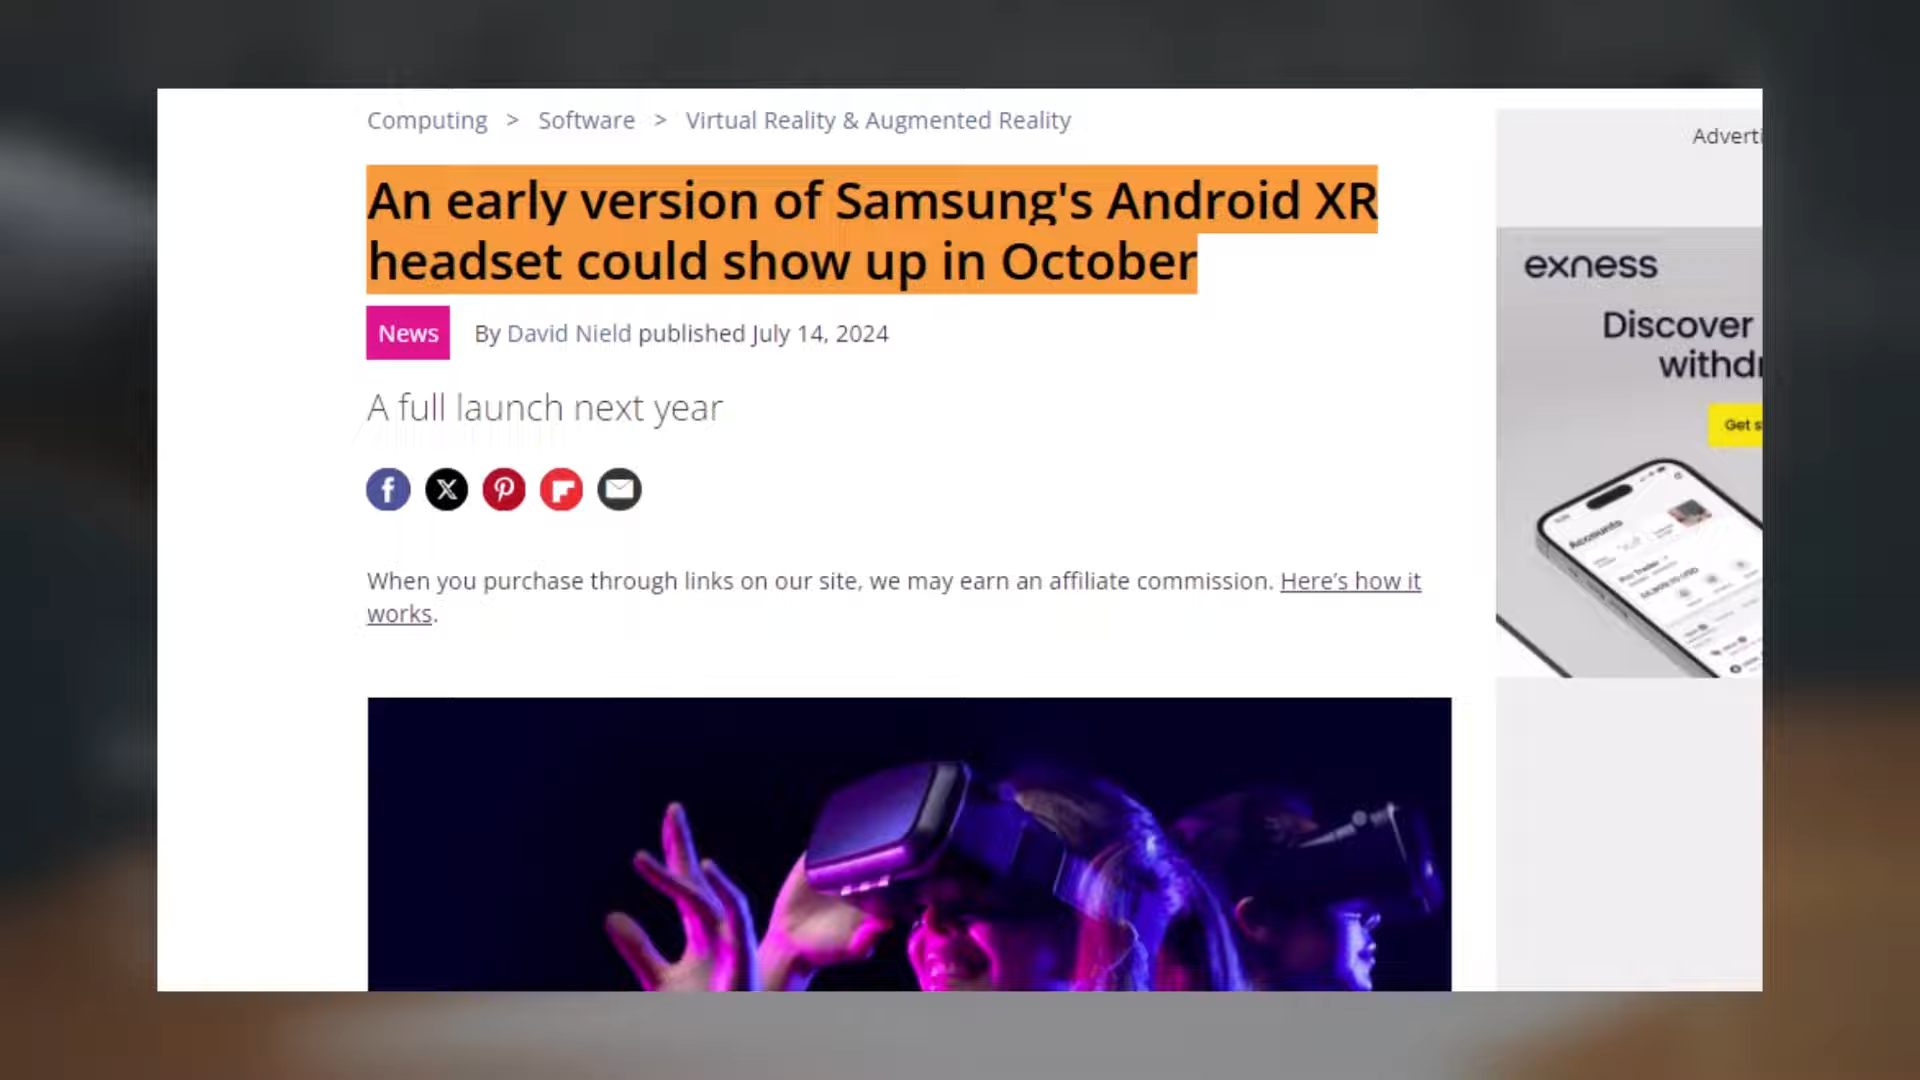 Computing > Software > Virtual Reality & Augmented Reality
An early version of Samsung's Android XR
headset could show up in October
News By David Nield published July 14, 2024
A full launch next year
When you purchase through links on our site, we may earn an affiliate commission. Here's how it
works.
Adverti
exness
Discover
withdr
Get s
Accounts